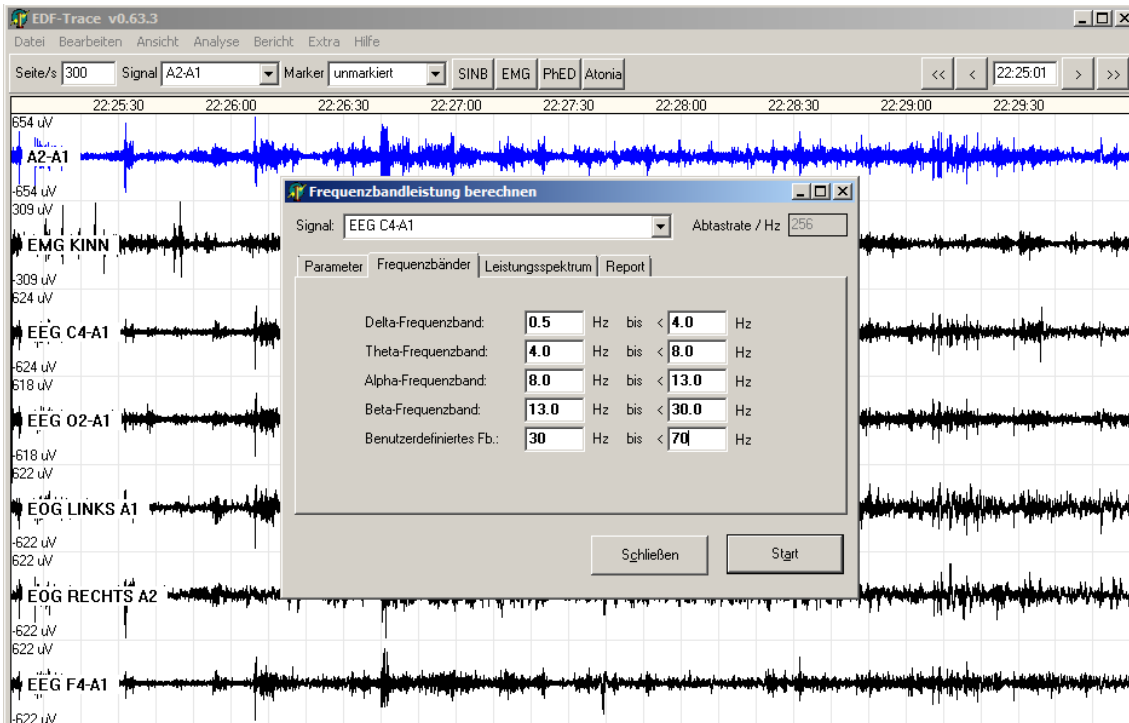 EDF-Trace v0.63.3
Datei Bearbeiten Ansicht Analyse Bericht Extra Hilfe
Seite/s 300 Signal A2-A1 Marker unmarkiert SINB EMG PhED Atonia << < 22:25:01 > >>
22:25:30 22:26:00 22:26:30 22:27:00 22:27:30 22:28:00 22:28:30 22:29:00 22:29:30
654 uV
A2-A1
-654 uV
309 uV
EMG KINN
-309 uV
624 uV
EEG C4-A1
-624 uV
618 uV
EEG O2-A1
-618 uV
622 uV
EOG LINKS A1
-622 uV
622 uV
EOG RECHTS A2
-622 uV
622 uV
EEG F4-A1
-622 uV
Frequenzbandleistung berechnen
Signal: EEG C4-A1 Abtastrate / Hz 256
Parameter Frequenzbänder Leistungsspektrum Report
Delta-Frequenzband: 0.5 Hz bis < 4.0 Hz
Theta-Frequenzband: 4.0 Hz bis < 8.0 Hz
Alpha-Frequenzband: 8.0 Hz bis < 13.0 Hz
Beta-Frequenzband: 13.0 Hz bis < 30.0 Hz
Benutzerdefiniertes Fb.: 30 Hz bis < 70 Hz
Schließen Start